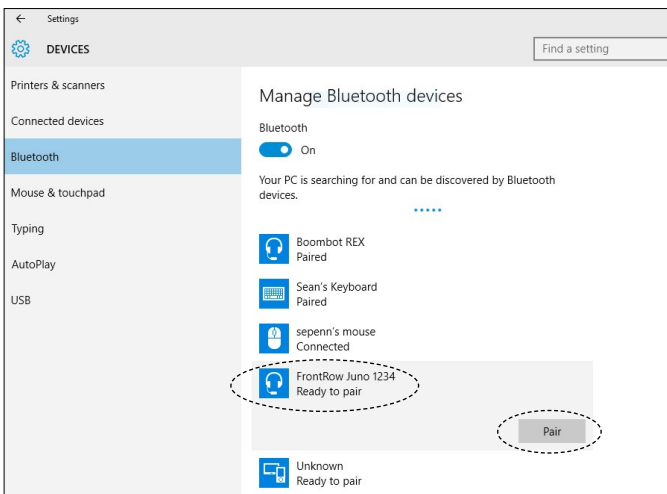 Settings
DEVICES
Find a setting
Printers & scanners
Connected devices
Bluetooth
Mouse & touchpad
Typing
AutoPlay
USB
Manage Bluetooth devices
Bluetooth
On
Your PC is searching for and can be discovered by Bluetooth
devices.
Boombot REX
Paired
Sean's Keyboard
Paired
sepenn's mouse
Connected
FrontRow Juno 1234
Ready to pair
Pair
Unknown
Ready to pair